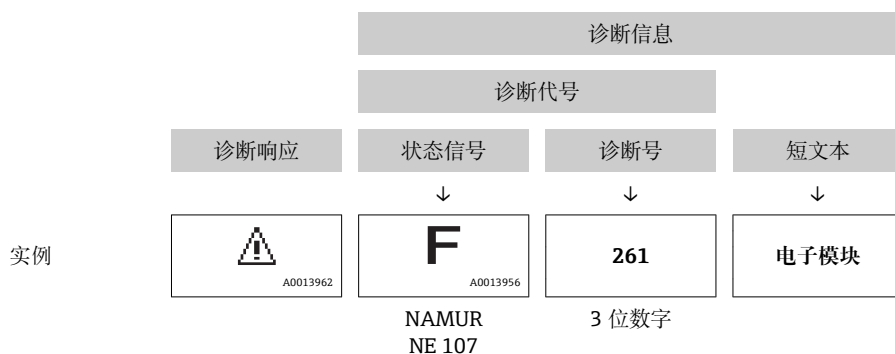 诊断信息
诊断代号
诊断响应 状态信号 诊断号 短文本
↓ ↓ ↓
实例 F 261 电子模块
A0013962 A0013956
NAMUR 3 位数字
NE 107